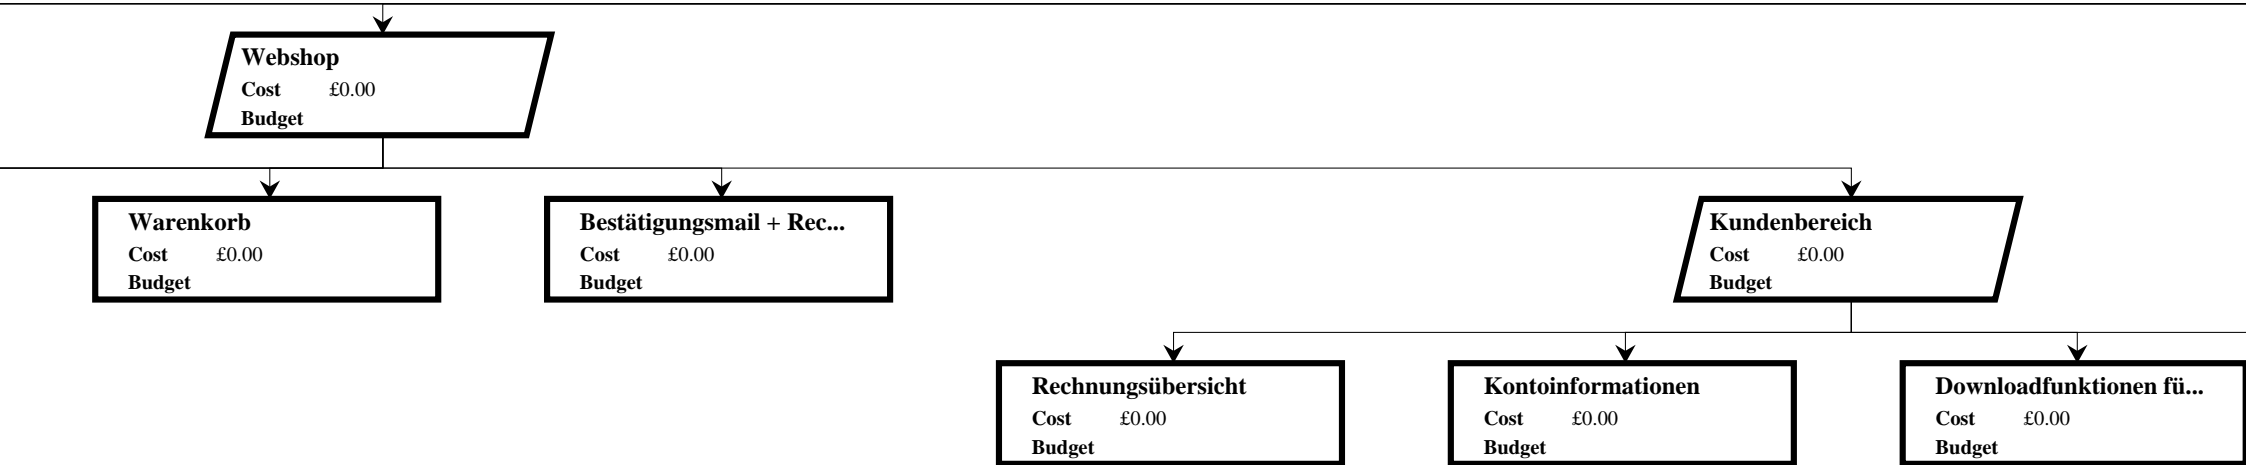 Webshop
Cost £0.00
Budget
Warenkorb
Cost £0.00
Budget
Bestätigungsmail + Rec...
Cost £0.00
Budget
Kundenbereich
Cost £0.00
Budget
Rechnungsübersicht
Cost £0.00
Budget
Kontoinformationen
Cost £0.00
Budget
Downloadfunktionen fü...
Cost £0.00
Budget